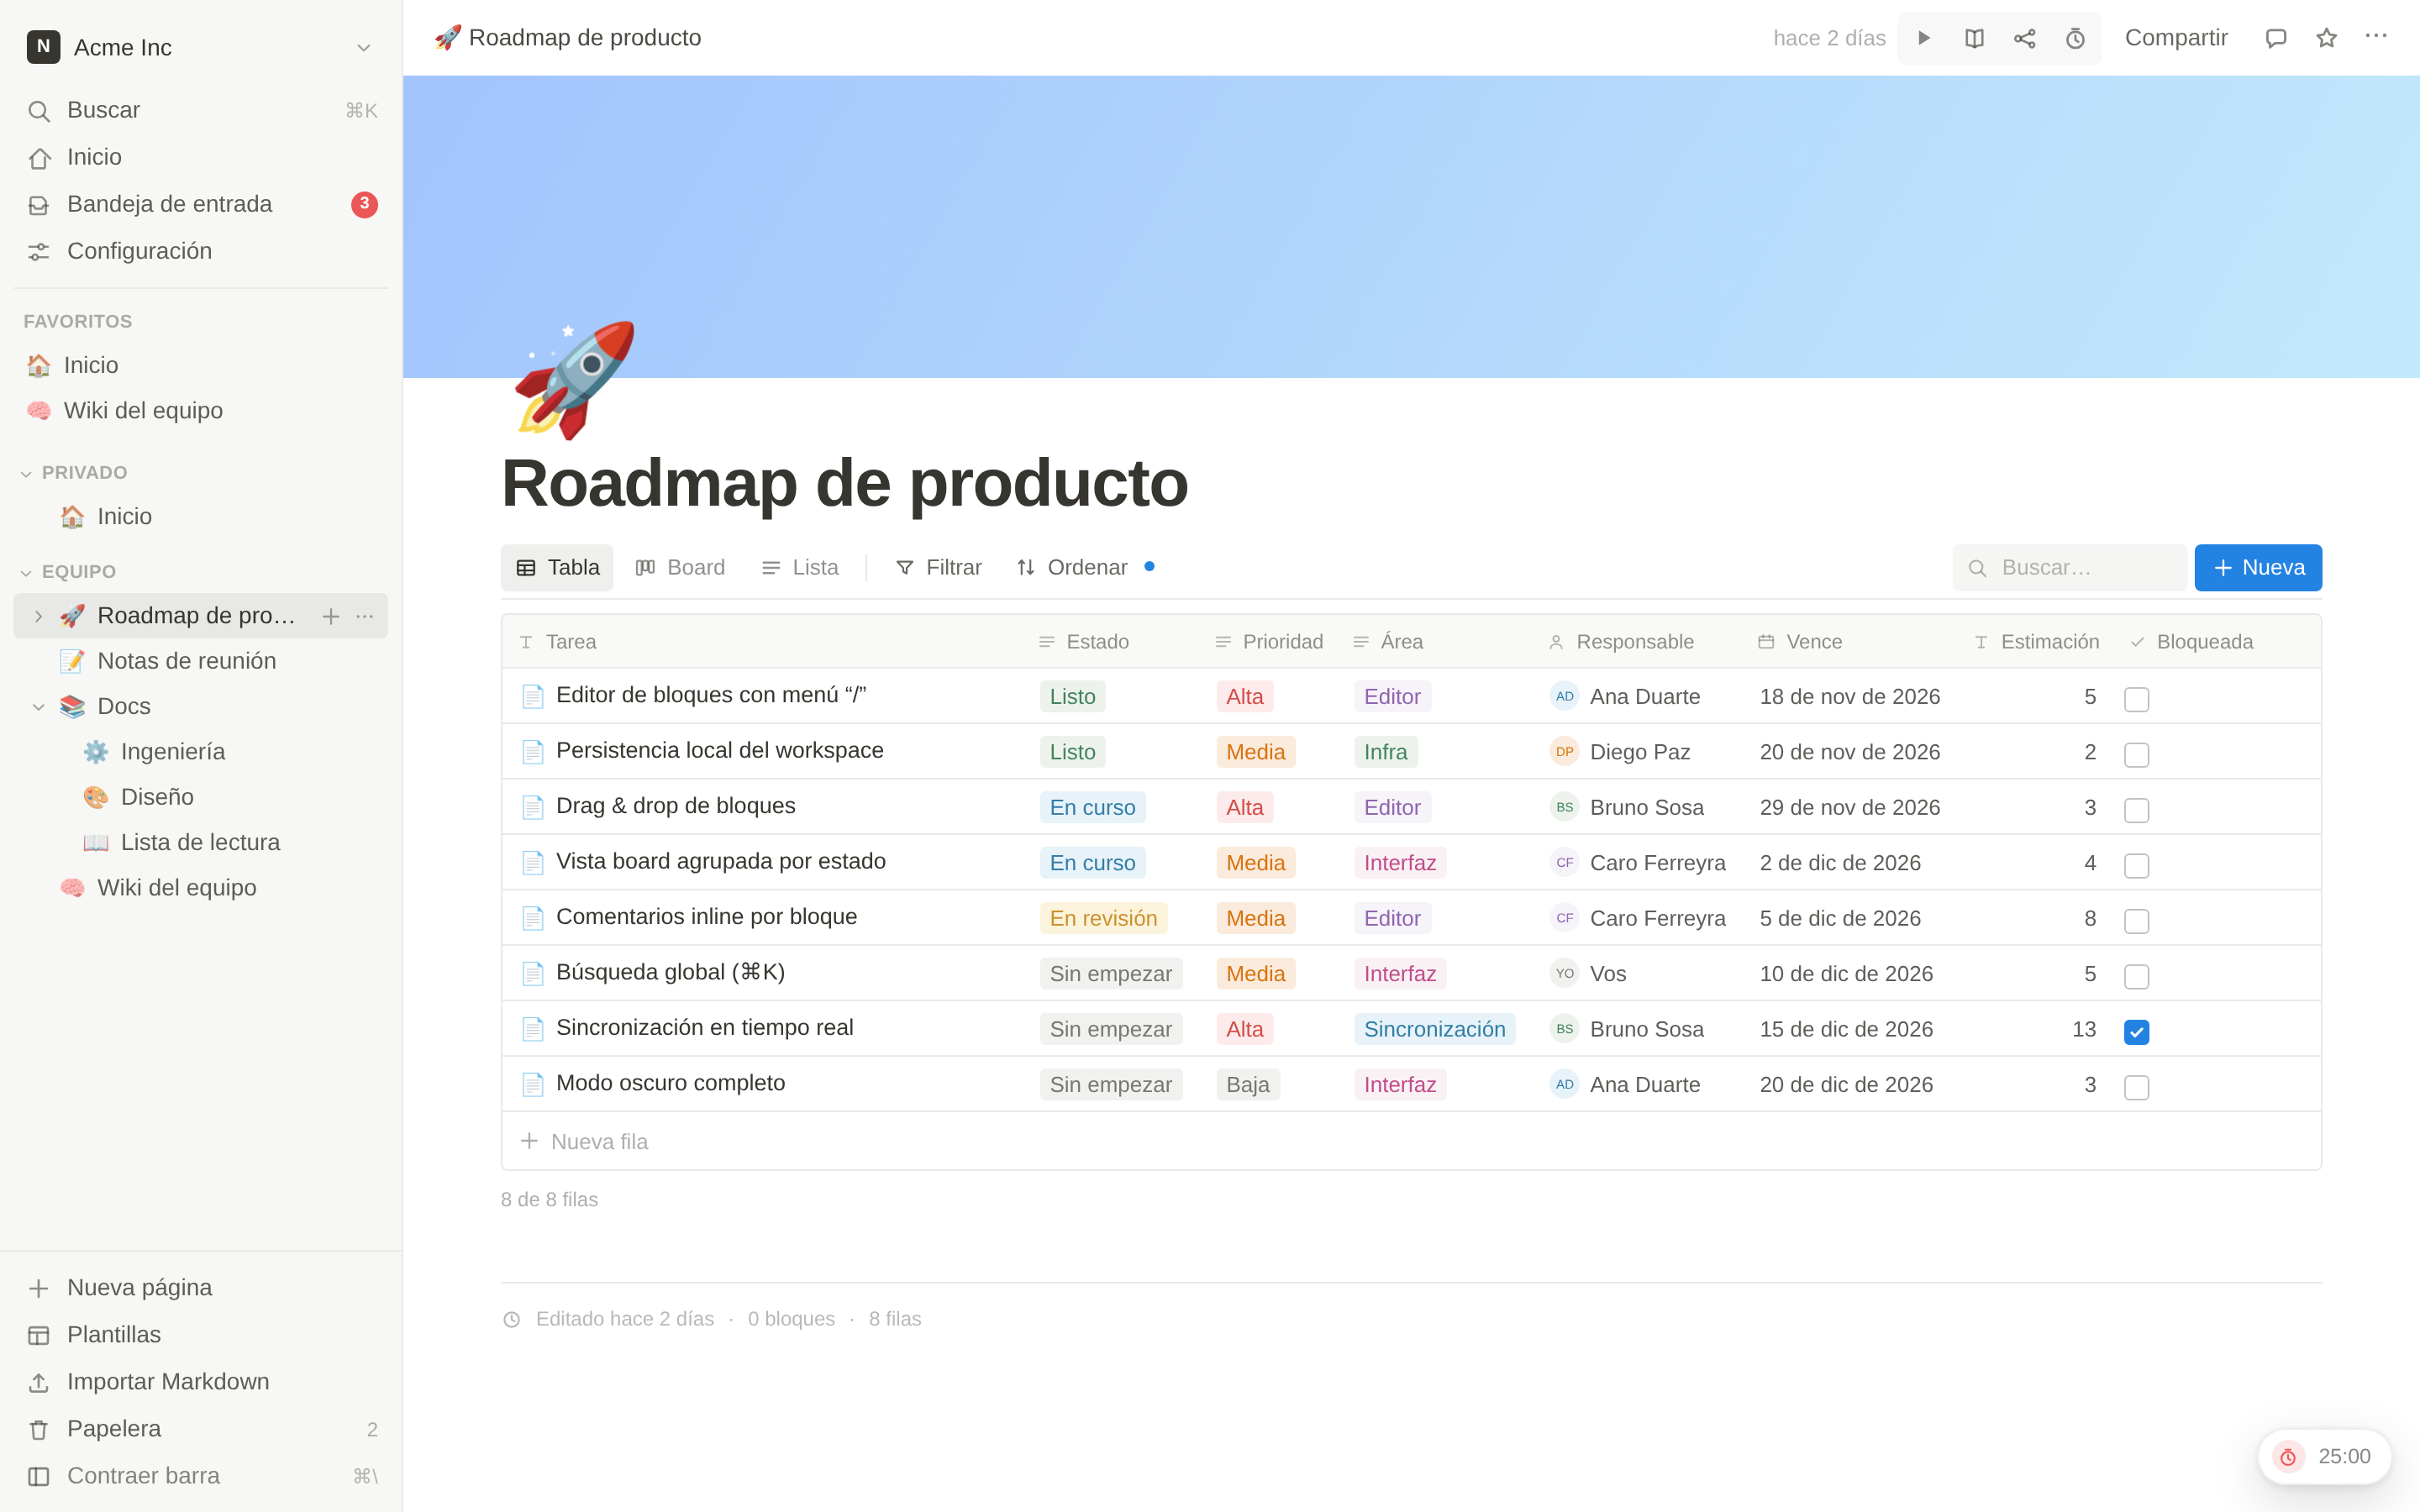 N Acme Inc
Buscar ⌘K
Inicio
Bandeja de entrada 3
Configuración
FAVORITOS
🏠 Inicio
🧠 Wiki del equipo
PRIVADO
🏠 Inicio
EQUIPO
🚀 Roadmap de pro…
📝 Notas de reunión
📚 Docs
⚙️ Ingeniería
🎨 Diseño
📖 Lista de lectura
🧠 Wiki del equipo
Nueva página
Plantillas
Importar Markdown
Papelera 2
Contraer barra ⌘\
🚀 Roadmap de producto hace 2 días Compartir
Roadmap de producto
Tabla Board Lista Filtrar Ordenar Buscar… Nueva
Tarea Estado Prioridad Área Responsable Vence Estimación Bloqueada
Editor de bloques con menú “/” Listo Alta Editor AD Ana Duarte 18 de nov de 2026 5
Persistencia local del workspace Listo Media Infra DP Diego Paz 20 de nov de 2026 2
Drag & drop de bloques En curso Alta Editor BS Bruno Sosa 29 de nov de 2026 3
Vista board agrupada por estado En curso Media Interfaz CF Caro Ferreyra 2 de dic de 2026 4
Comentarios inline por bloque En revisión Media Editor CF Caro Ferreyra 5 de dic de 2026 8
Búsqueda global (⌘K) Sin empezar Media Interfaz YO Vos 10 de dic de 2026 5
Sincronización en tiempo real Sin empezar Alta Sincronización BS Bruno Sosa 15 de dic de 2026 13
Modo oscuro completo Sin empezar Baja Interfaz AD Ana Duarte 20 de dic de 2026 3
Nueva fila
8 de 8 filas
Editado hace 2 días · 0 bloques · 8 filas
25:00